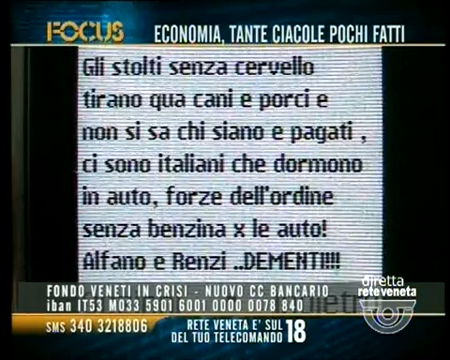 FOCUS
ECONOMIA, TANTE CIACOLE POCHI FATTI
Gli stolti senza cervello
tirano qua cani e porci e
non si sa chi siano e pagati ,
ci sono italiani che dormono
in auto, forze dell'ordine
senza benzina x le auto!
Alfano e Renzi ..DEMENTI!!!
diretta
reteveneta
FONDO VENETI IN CRISI - NUOVO CC BANCARIO
iban IT53 M033 5901 6001 0000 0078 840
SMS 340 3218806
RETE VENETA E' SUL
DEL TUO TELECOMANDO 18